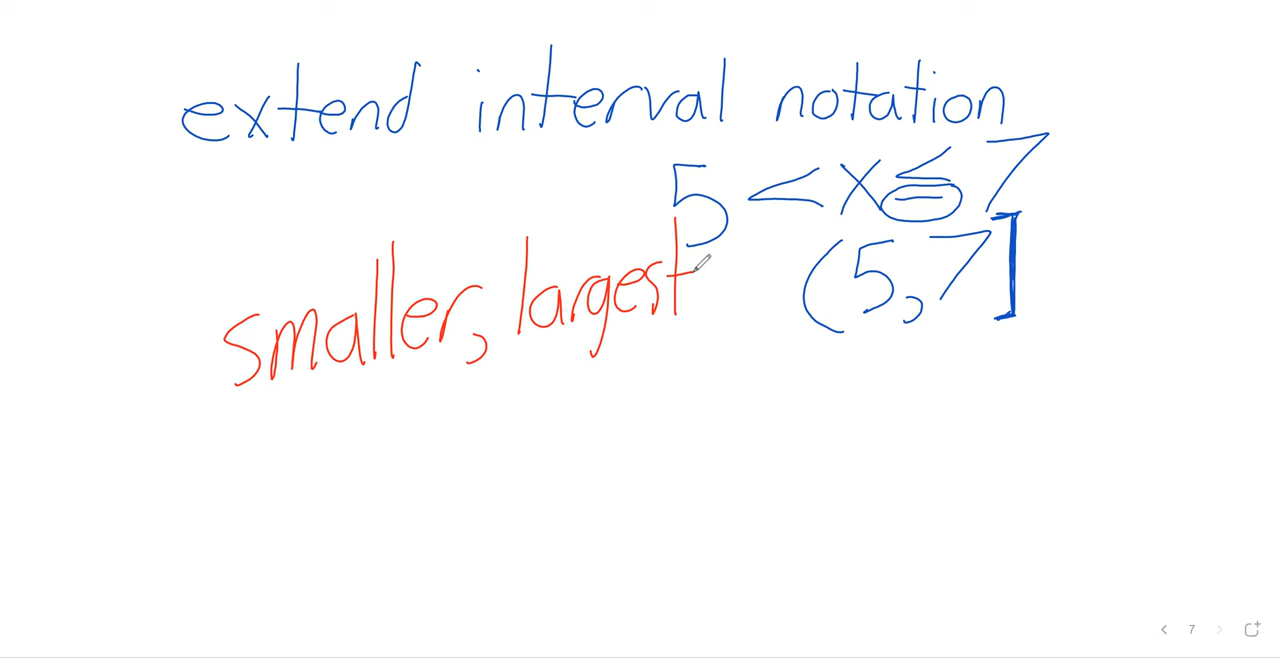 extend interval notation
5 < x ≤ 7
(5,7]
smaller, largest
7